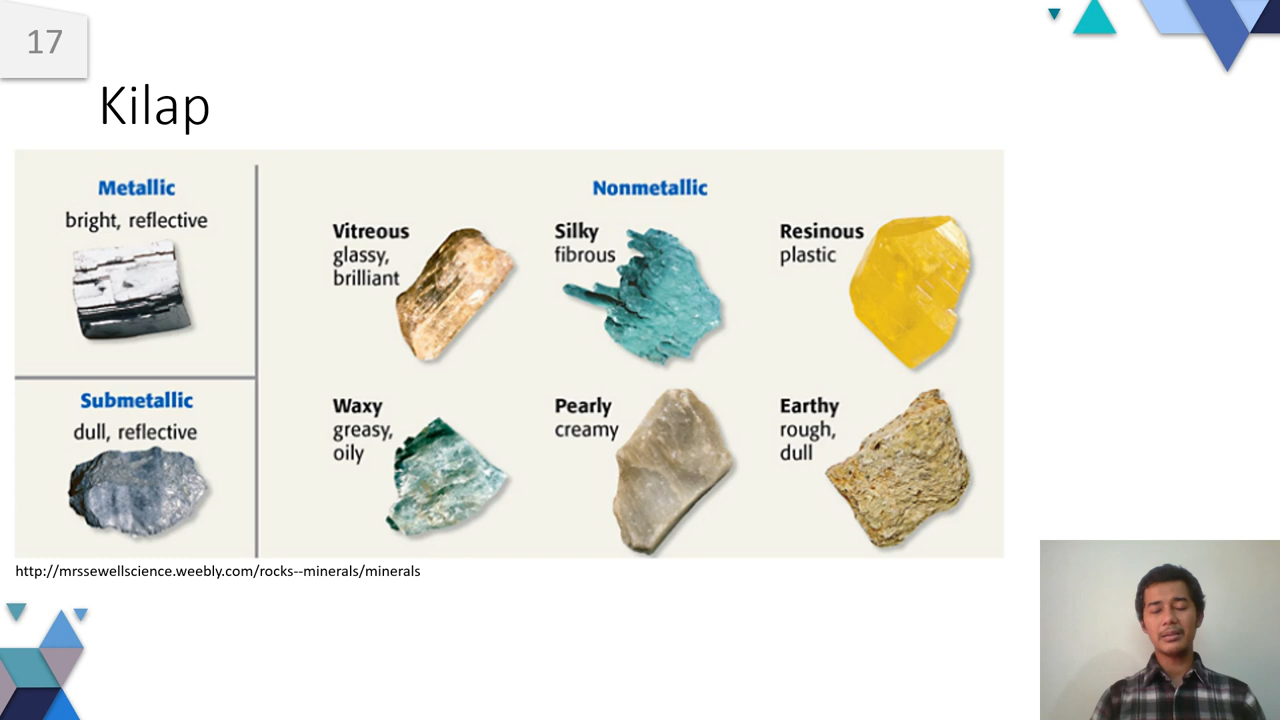 17
Kilap
Metallic
bright, reflective
Submetallic
dull, reflective
Nonmetallic
Vitreous
glassy,
brilliant
Silky
fibrous
Resinous
plastic
Waxy
greasy,
oily
Pearly
creamy
Earthy
rough,
dull
http://mrssewellscience.weebly.com/rocks--minerals/minerals